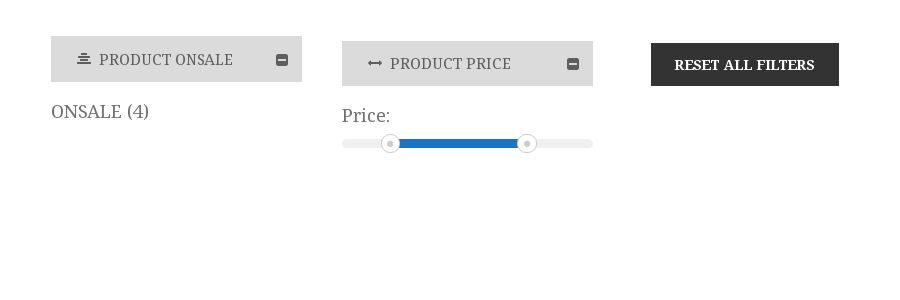 PRODUCT ONSALE
ONSALE (4)
PRODUCT PRICE
Price:
RESET ALL FILTERS